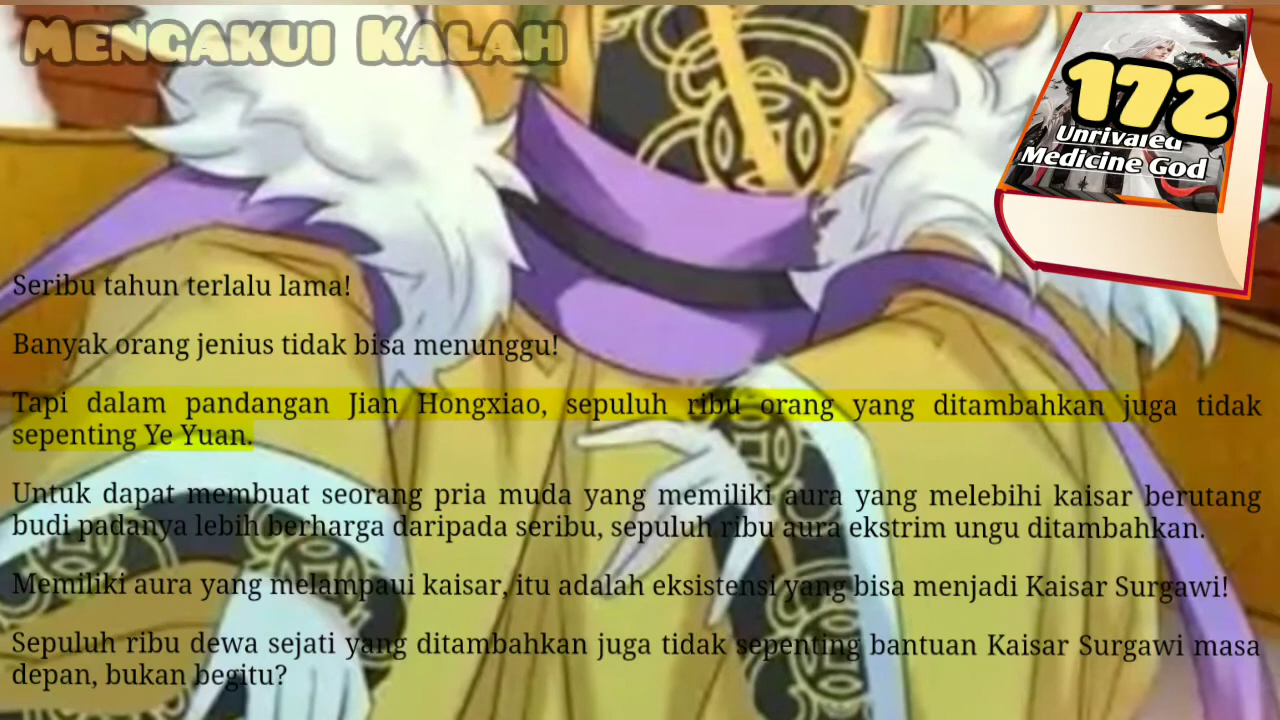 Mengakui Kalah
172
Unrivaled
Medicine God
Seribu tahun terlalu lama!
Banyak orang jenius tidak bisa menunggu!
Tapi dalam pandangan Jian Hongxiao, sepuluh ribu orang yang ditambahkan juga tidak
sepenting Ye Yuan.
Untuk dapat membuat seorang pria muda yang memiliki aura yang melebihi kaisar berutang
budi padanya lebih berharga daripada seribu, sepuluh ribu aura ekstrim ungu ditambahkan.
Memiliki aura yang melampaui kaisar, itu adalah eksistensi yang bisa menjadi Kaisar Surgawi!
Sepuluh ribu dewa sejati yang ditambahkan juga tidak sepenting bantuan Kaisar Surgawi masa
depan, bukan begitu?